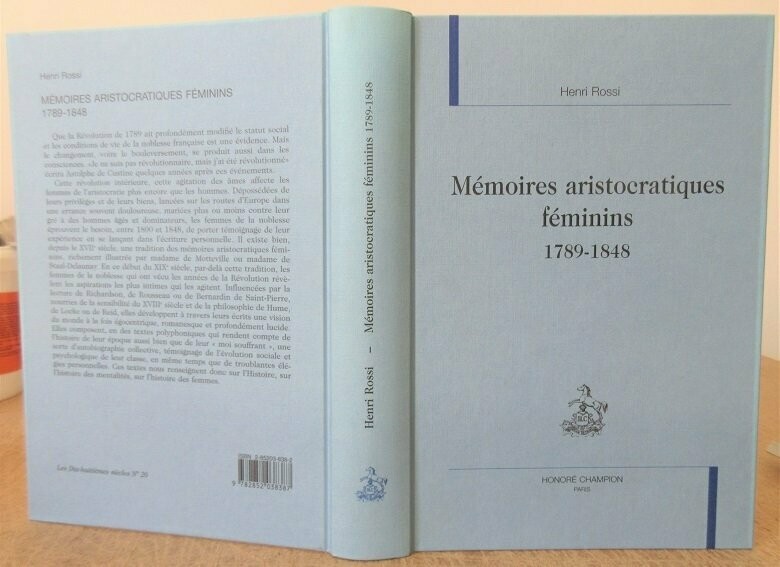 Henri Rossi
MÉMOIRES ARISTOCRATIQUES FÉMININS
1789-1848
Que la Révolution de 1789 ait profondément modifié le statut social
et les conditions de vie de la noblesse française est une évidence. Mais
le changement, voire le bouleversement, se produit aussi dans les
consciences. «Je ne suis pas révolutionnaire, mais j'ai été révolutionné»
écrira Astolphe de Custine quelques années après ces événements.
Cette révolution intérieure, cette agitation des âmes affecte les
femmes de l'aristocratie plus encore que les hommes. Dépossédées de
leurs privilèges et de leurs biens, lancées sur les routes d'Europe dans
une errance souvent douloureuse, mariées plus ou moins contre leur
gré à des hommes âgés et dominateurs, les femmes de la noblesse
éprouvent le besoin, entre 1800 et 1848, de porter témoignage de leur
expérience en se lançant dans l'écriture personnelle. Il existe bien,
depuis le XVIIe siècle, une tradition des mémoires aristocratiques fémi-
nins, richement illustrée par madame de Motteville ou madame de
Staal-Delaunay. En ce début du XIXe siècle, par-delà cette tradition, les
femmes de la noblesse qui ont vécu les années de la Révolution révè-
lent les aspirations les plus intimes qui les agitent. Influencées par la
lecture de Richardson, de Rousseau ou de Bernardin de Saint-Pierre,
nourries de la sensibilité du XVIIIe siècle et de la philosophie de Hume,
de Locke ou de Reid, elles développent à travers leurs écrits une vision
du monde à la fois égocentrique, romanesque et profondément lucide.
Elles composent, en des textes polyphoniques qui rendent compte de
l'histoire de leur époque aussi bien que de leur « moi souffrant », une
sorte d'autobiographie collective, témoignage de l'évolution sociale et
psychologique de leur classe, en même temps que de troublantes élé-
gies personnelles. Ces textes nous renseignent donc sur l'Histoire, sur
l'histoire des mentalités, sur l'histoire des femmes.
Les Dix-huitièmes siècles N° 20
ISBN 2-85203-838-2
9 782852 038387
Henri Rossi – Mémoires aristocratiques féminins 1789-1848
Henri Rossi
Mémoires aristocratiques
féminins
1789-1848
HONORÉ CHAMPION
PARIS